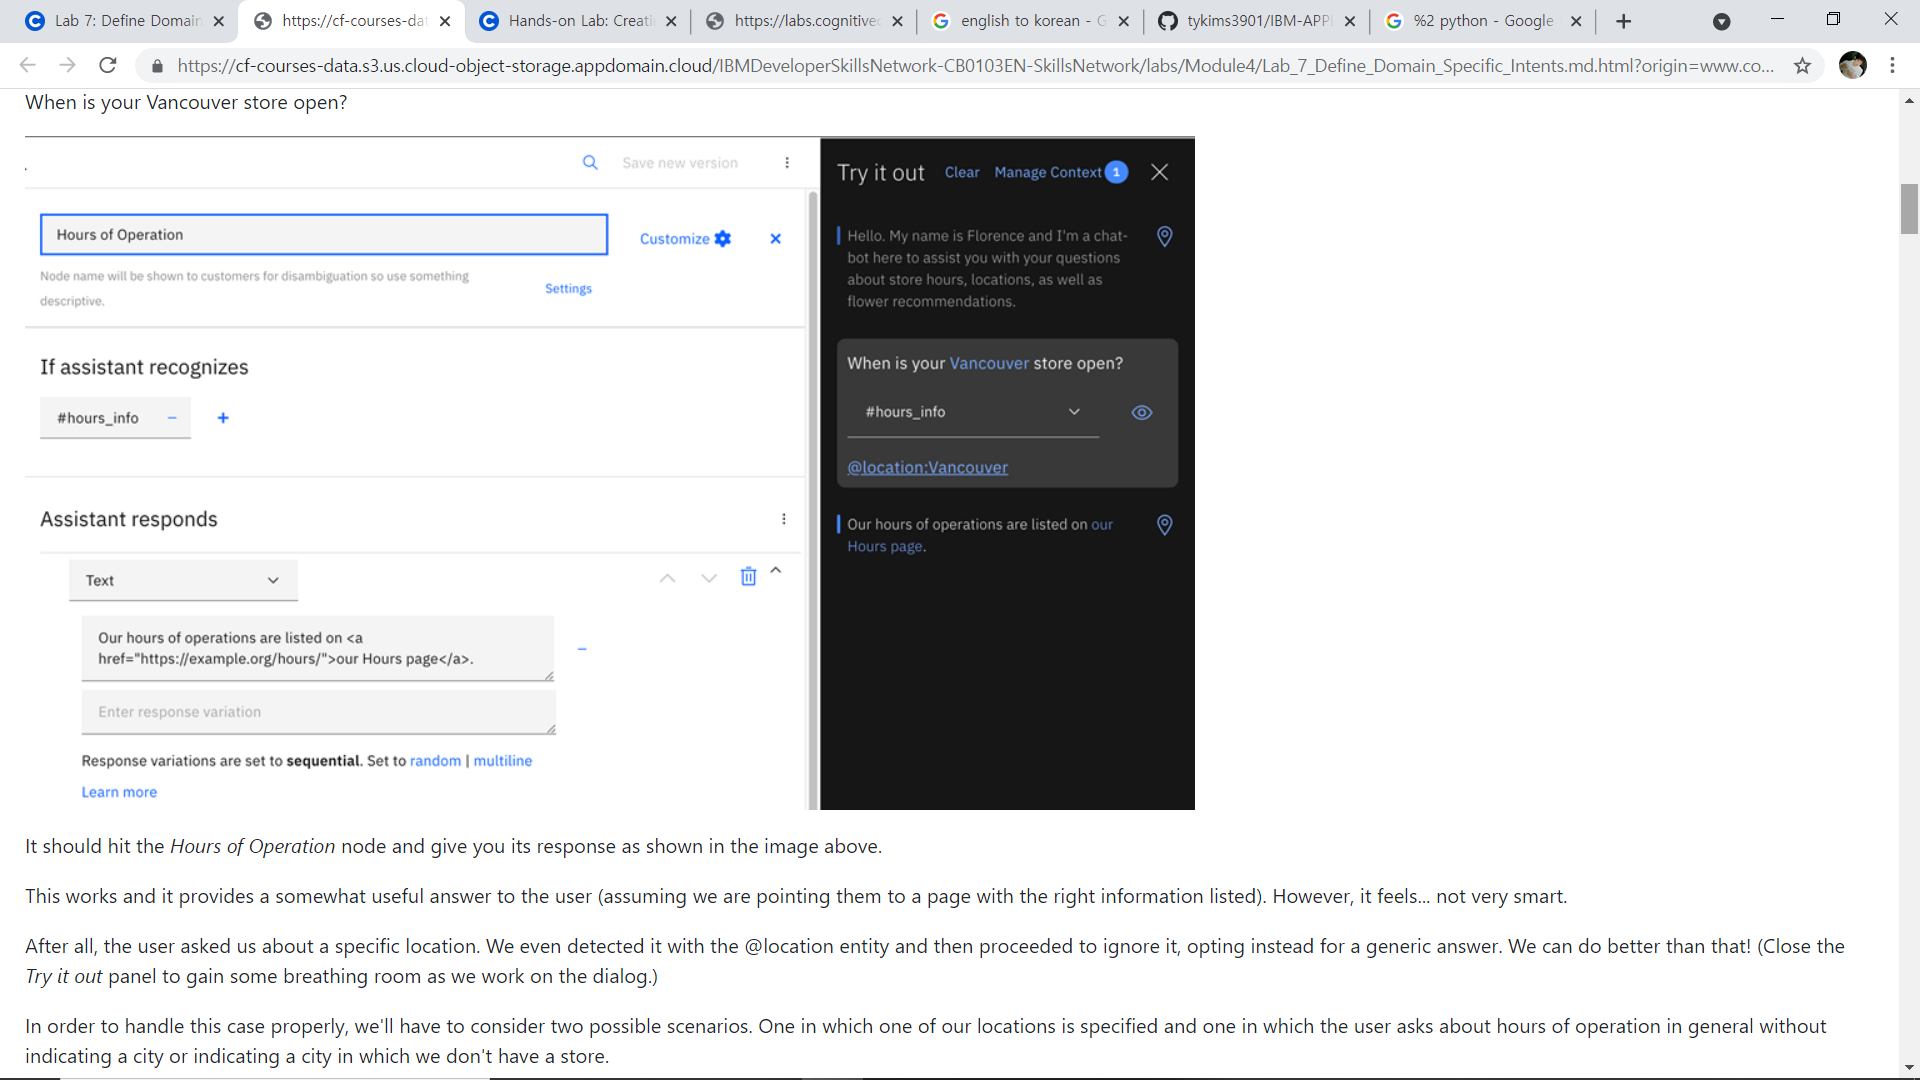 Lab 7: Define Domain
https://cf-courses-dat
Hands-on Lab: Creati
https://labs.cognitivec
english to korean - G
tykims3901/IBM-APPI
%2 python - Google
https://cf-courses-data.s3.us.cloud-object-storage.appdomain.cloud/IBMDeveloperSkillsNetwork-CB0103EN-SkillsNetwork/labs/Module4/Lab_7_Define_Domain_Specific_Intents.md.html?origin=www.co...
When is your Vancouver store open?
Save new version
Hours of Operation
Customize
Node name will be shown to customers for disambiguation so use something
descriptive.
Settings
If assistant recognizes
#hours_info
Assistant responds
Text
Our hours of operations are listed on <a
href="https://example.org/hours/">our Hours page</a>.
Enter response variation
Response variations are set to sequential. Set to random | multiline
Learn more
Try it out Clear Manage Context 1
Hello. My name is Florence and I'm a chat-
bot here to assist you with your questions
about store hours, locations, as well as
flower recommendations.
When is your Vancouver store open?
#hours_info
@location:Vancouver
Our hours of operations are listed on our
Hours page.
It should hit the Hours of Operation node and give you its response as shown in the image above.
This works and it provides a somewhat useful answer to the user (assuming we are pointing them to a page with the right information listed). However, it feels... not very smart.
After all, the user asked us about a specific location. We even detected it with the @location entity and then proceeded to ignore it, opting instead for a generic answer. We can do better than that! (Close the
Try it out panel to gain some breathing room as we work on the dialog.)
In order to handle this case properly, we'll have to consider two possible scenarios. One in which one of our locations is specified and one in which the user asks about hours of operation in general without
indicating a city or indicating a city in which we don't have a store.